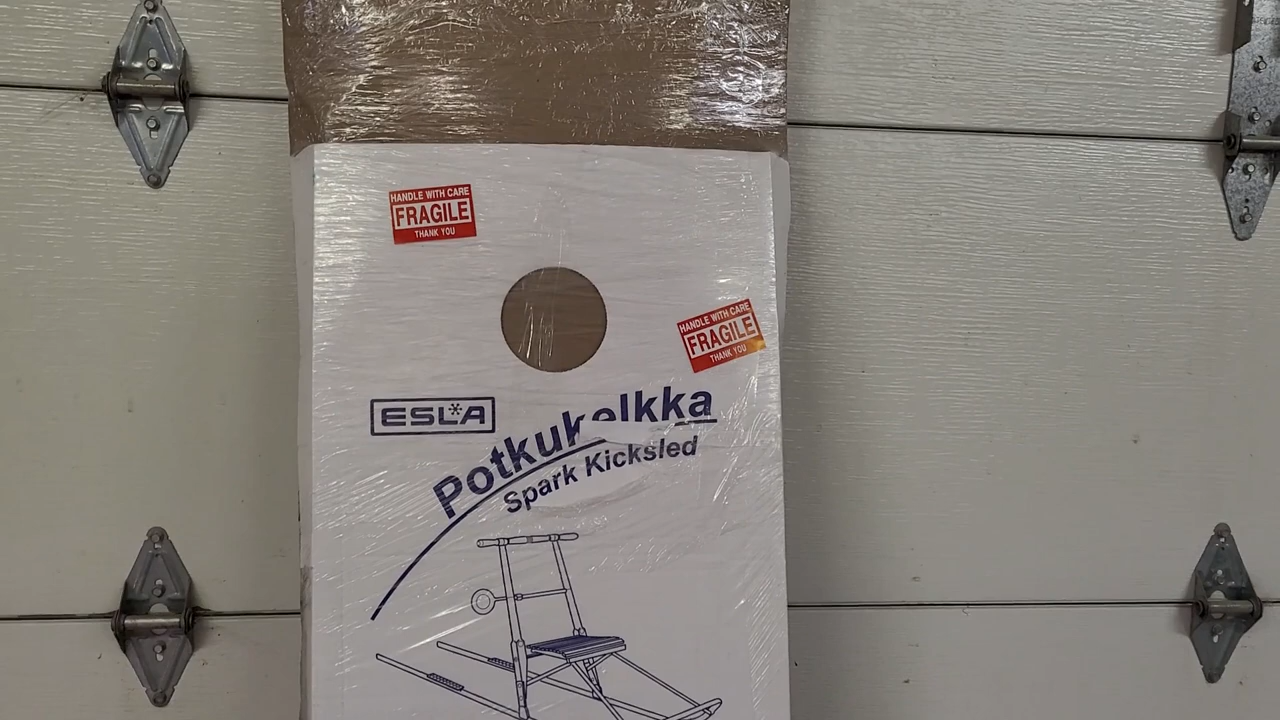 HANDLE WITH CARE
FRAGILE
THANK YOU
HANDLE WITH CARE
FRAGILE
THANK YOU
ESLA
Potkukelkka
Spark Kicksled